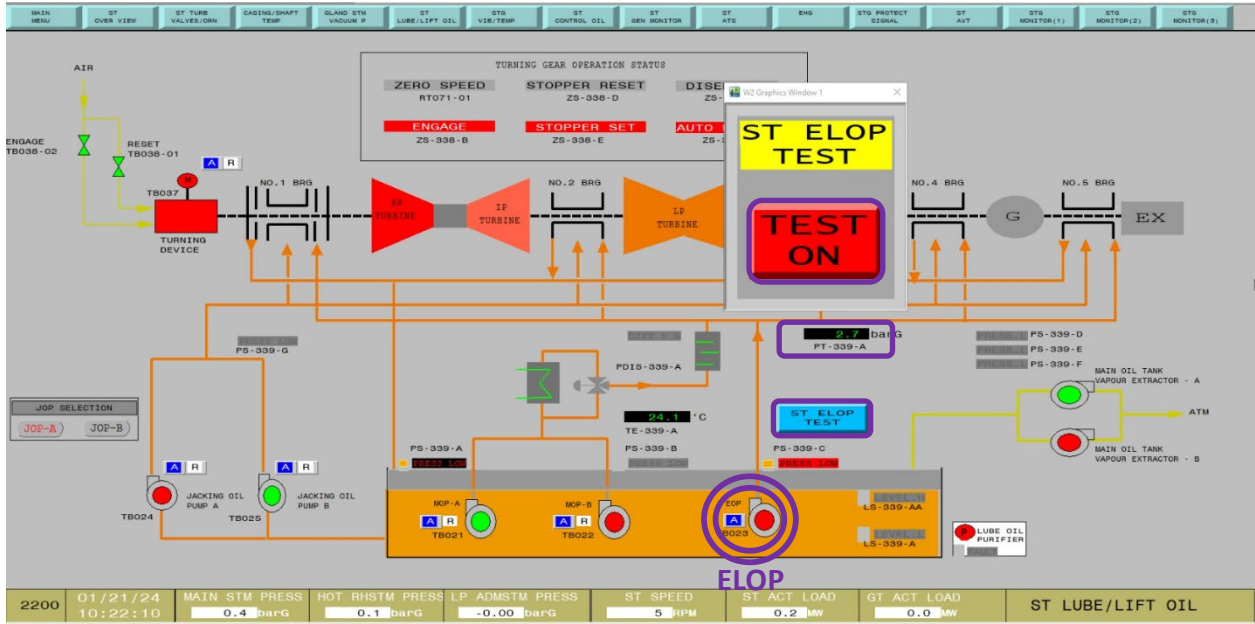 MAIN
MENU
ST
OVER VIEW
ST TURB
VALVES/DRN
CASING/SHAFT
TEMP
GLAND STM
VACUUM P
ST
LUBE/LIFT OIL
STG
VIB/TEMP
ST
CONTROL OIL
ST
GEN MONITOR
ST
ATS
EHG
STG PROTECT
SIGNAL
ST
AVT
STG
MONITOR(1)
STG
MONITOR(2)
STG
MONITOR(3)
TURNING GEAR OPERATION STATUS
ZERO SPEED
RT071-01
STOPPER RESET
ZS-338-D
ENGAGE
ZS-338-B
STOPPER SET
ZS-338-E
AUTO
W2 Graphics Window 1
ST ELOP
TEST
TEST
ON
AIR
ENGAGE
TB038-02
RESET
TB038-01
A R
M
TB037
TURNING
DEVICE
NO.1 BRG
HP
TURBINE
IP
TURBINE
NO.2 BRG
LP
TURBINE
NO.4 BRG
G
NO.5 BRG
EX
PRESS LOW
PS-339-G
PDIS-339-A
24.1 °C
TE-339-A
2.7 barG
PT-339-A
PRESS.L PS-339-D
PRESS.L PS-339-E
PRESS.L PS-339-F
MAIN OIL TANK
VAPOUR EXTRACTOR - A
ATM
MAIN OIL TANK
VAPOUR EXTRACTOR - B
JOP SELECTION
JOP-A JOP-B
ST ELOP
TEST
PS-339-A
PRESS LOW
PS-339-B
PRESS LOW
PS-339-C
PRESS LOW
A R
JACKING OIL
PUMP A
TB024
A R
JACKING OIL
PUMP B
TB025
MOP-A
A R
TB021
MOP-B
A R
TB022
EOP
A
B023
ELOP
LEVEL.H
LS-339-AA
LEVEL.L
LS-339-A
P LUBE OIL
PURIFIER
FAULT
2200
01/21/24
10:22:10
MAIN STM PRESS
0.4 barG
HOT RHSTM PRESS
0.1 barG
LP ADMSTM PRESS
-0.00 barG
ST SPEED
5 RPM
ST ACT LOAD
0.2 MW
GT ACT LOAD
0.0 MW
ST LUBE/LIFT OIL